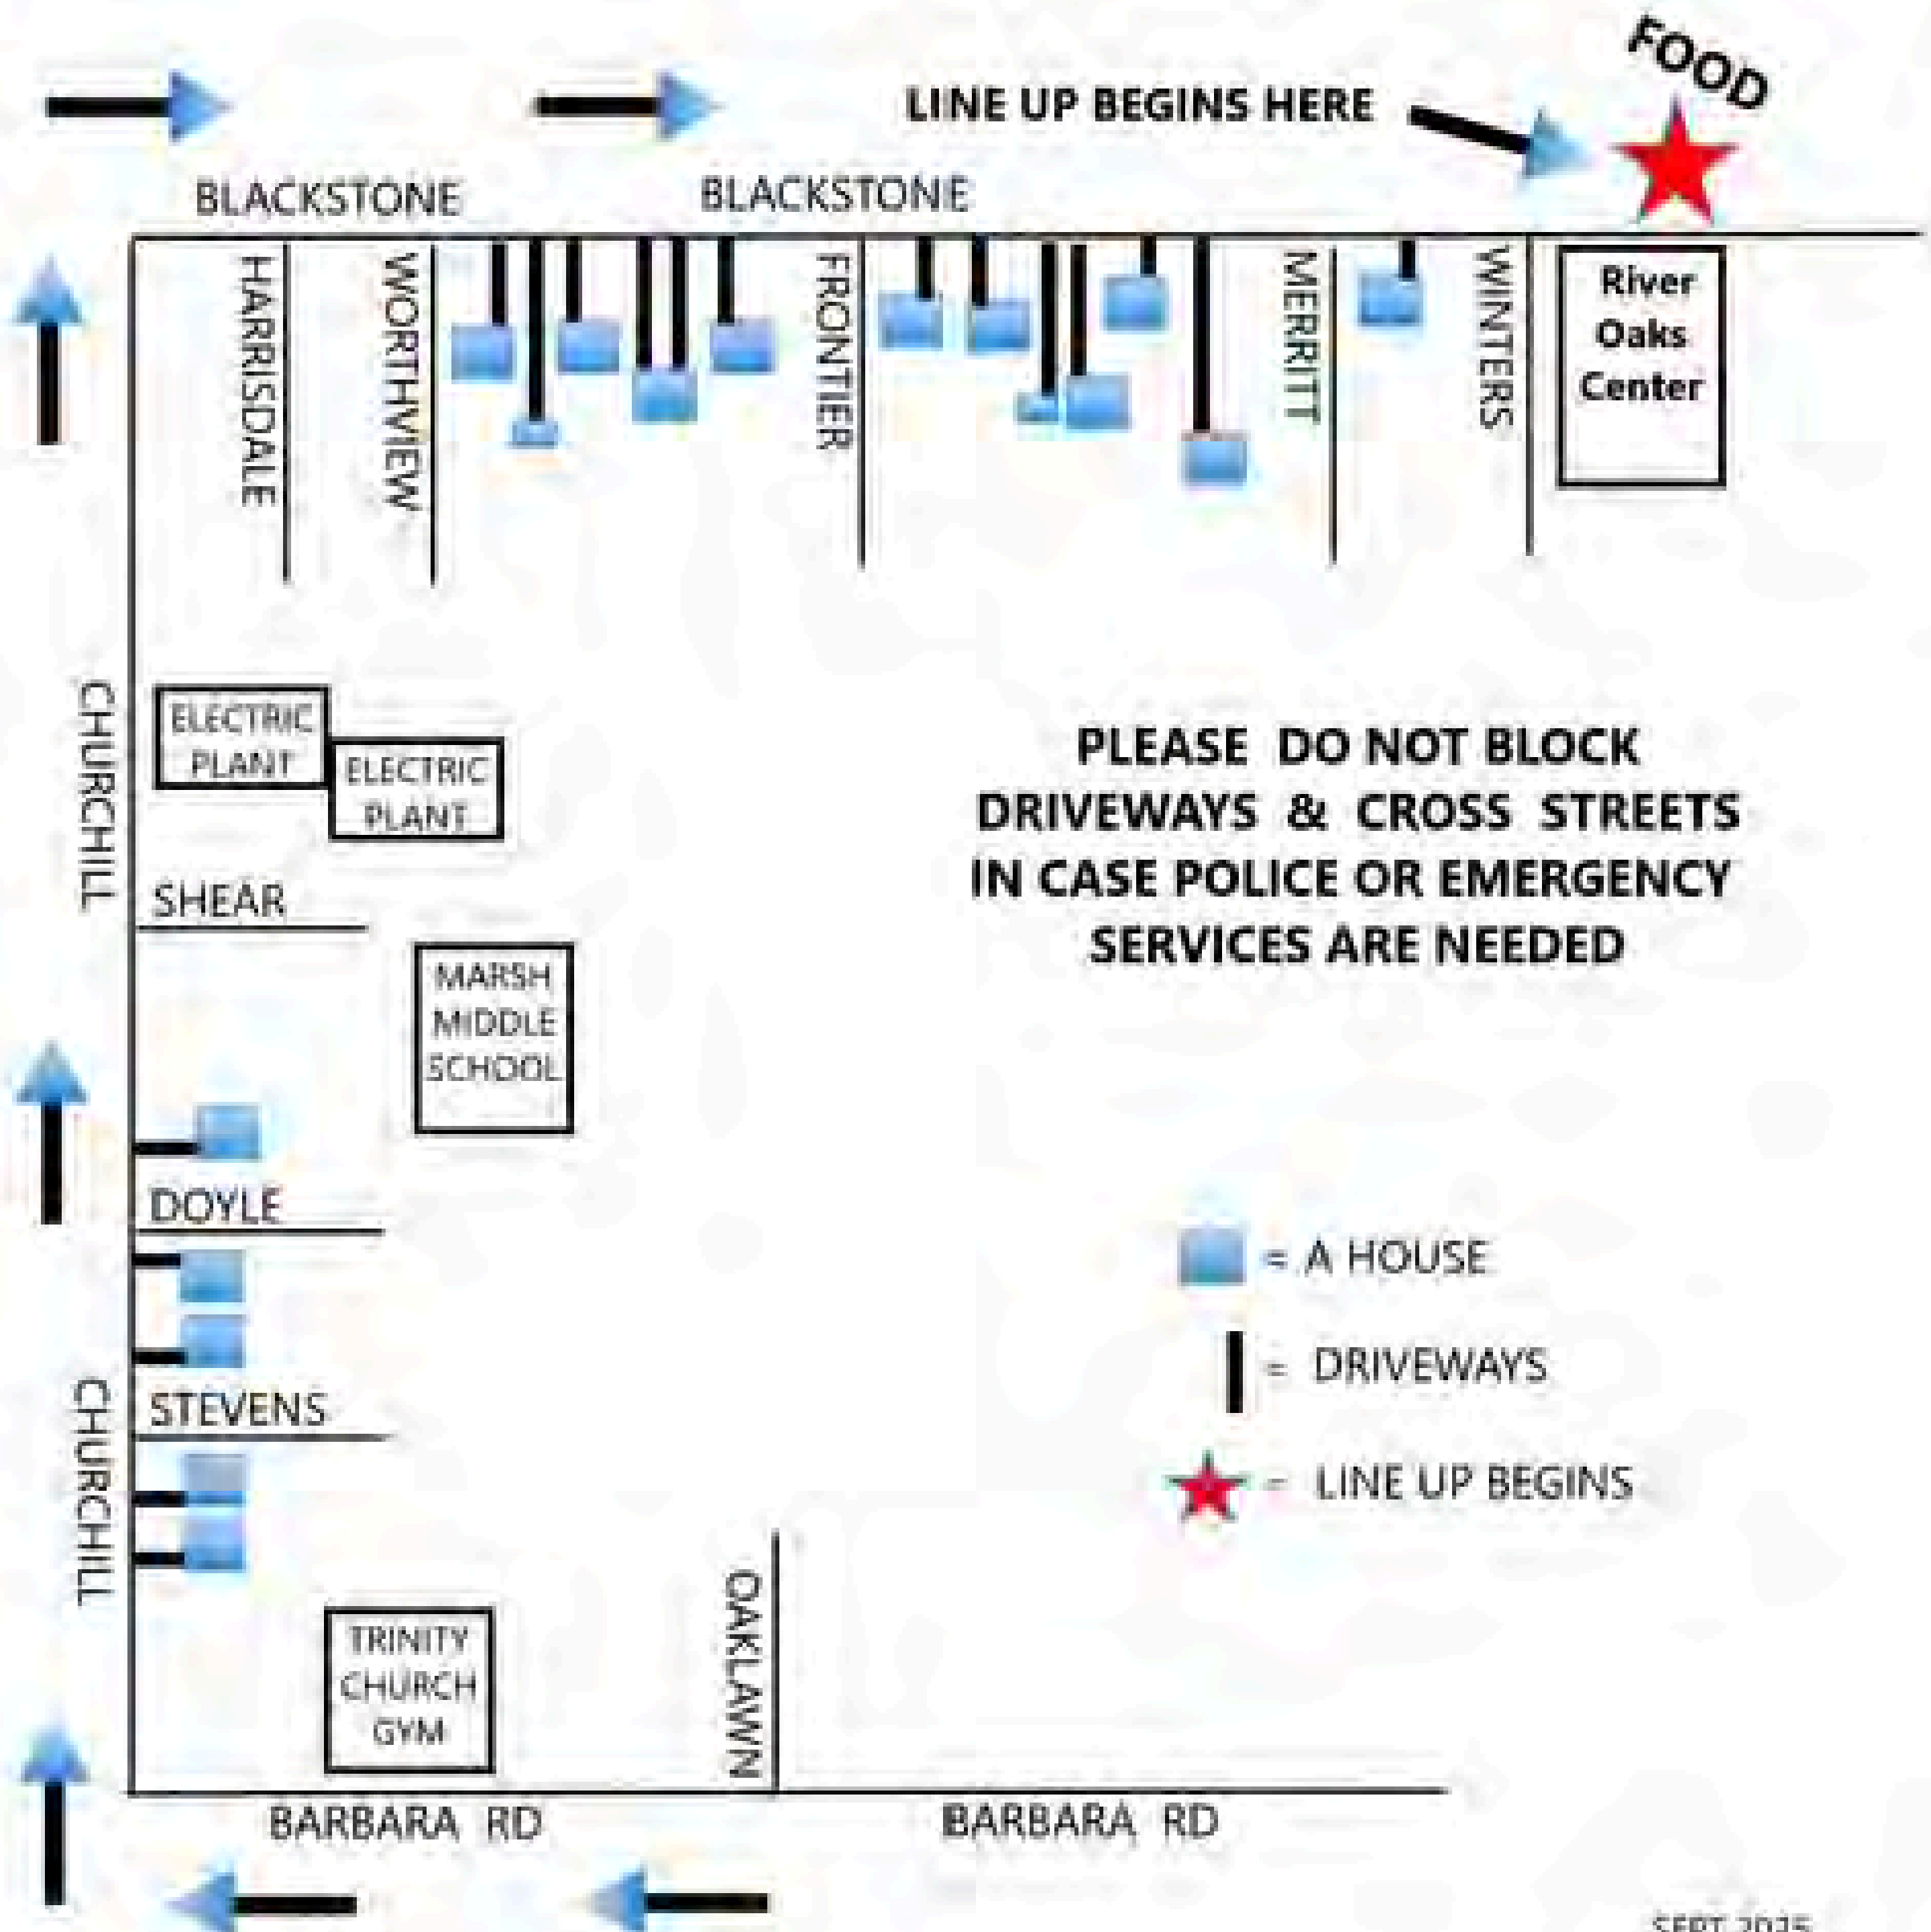 FOOD
LINE UP BEGINS HERE
BLACKSTONE
BLACKSTONE
HARRISDALE
WORTHVIEW
FRONTIER
MERRITT
WINTERS
River
Oaks
Center
CHURCHILL
ELECTRIC
PLANT
ELECTRIC
PLANT
PLEASE DO NOT BLOCK
DRIVEWAYS & CROSS STREETS
IN CASE POLICE OR EMERGENCY
SERVICES ARE NEEDED
SHEAR
MARSH
MIDDLE
SCHOOL
DOYLE
= A HOUSE
= DRIVEWAYS
STEVENS
- LINE UP BEGINS
CHURCHILL
TRINITY
CHURCH
GYM
OAKLAWN
BARBARA RD
BARBARA RD
SEPT